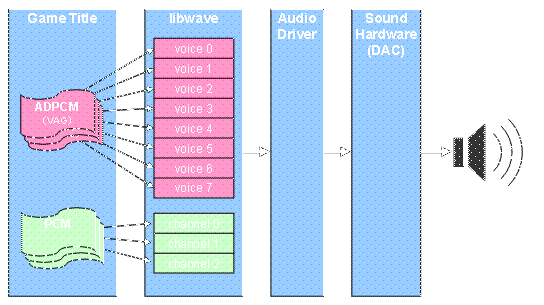 Game Title
libwave
Audio
Driver
Sound
Hardware
(DAC)
ADPCM
(VAG)
voice 0
voice 1
voice 2
voice 3
voice 4
voice 5
voice 6
voice 7
PCM
channel 0
channel 1
channel 2